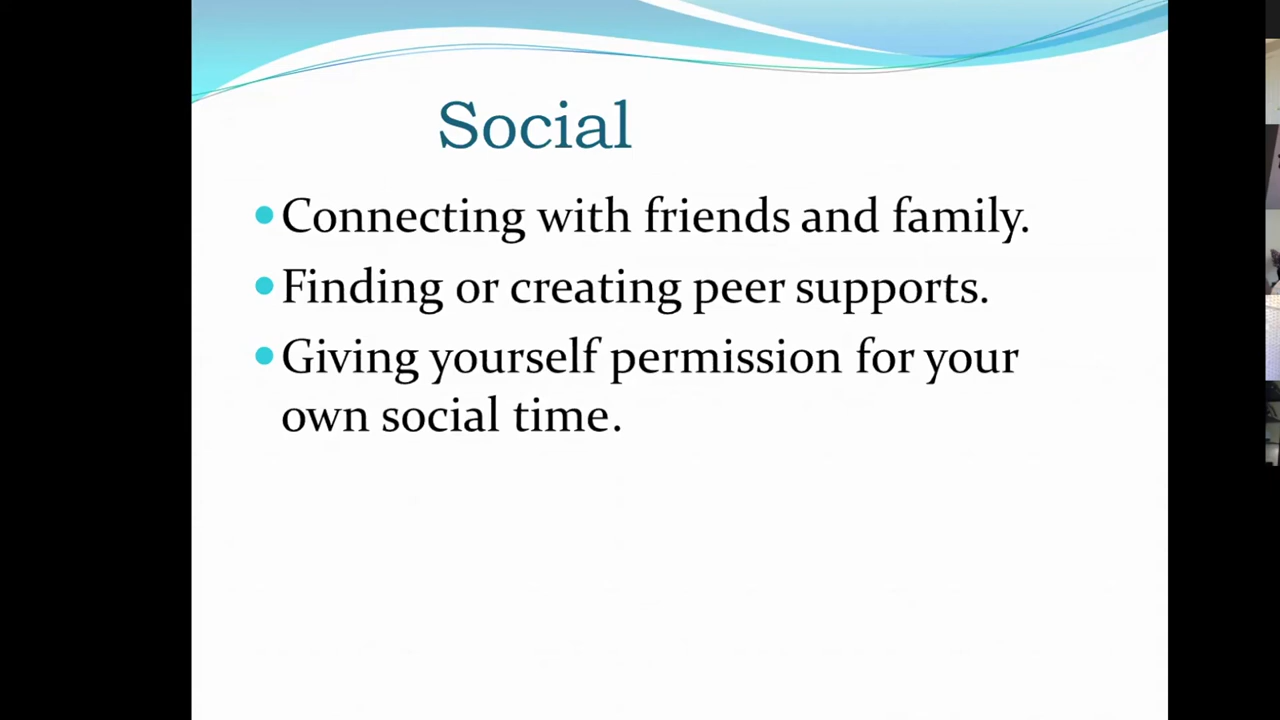 Social
Connecting with friends and family.
Finding or creating peer supports.
Giving yourself permission for your
own social time.